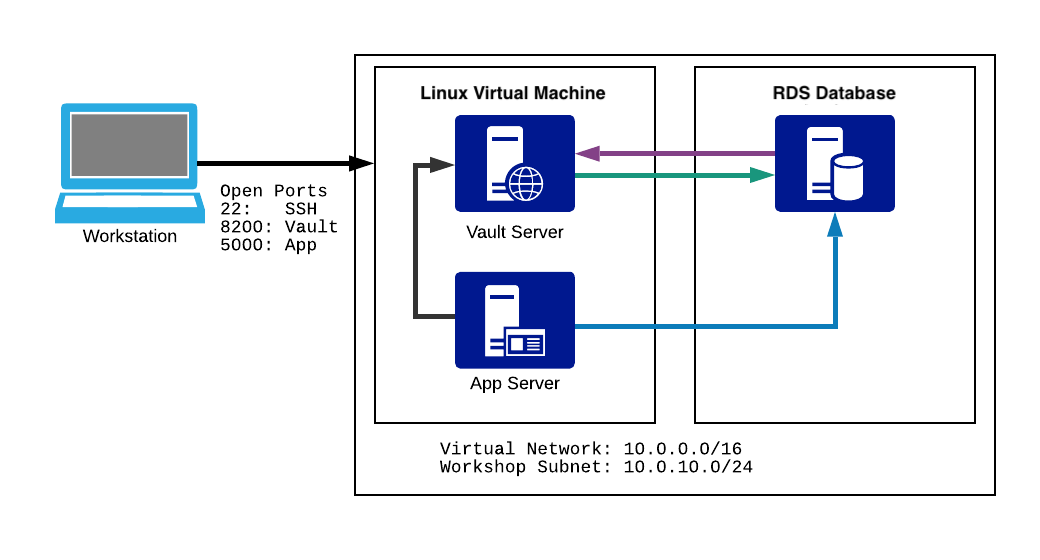 Linux Virtual Machine
RDS Database
Open Ports
22:   SSH
8200: Vault
5000: App
Workstation
Vault Server
App Server
Virtual Network: 10.0.0.0/16
Workshop Subnet: 10.0.10.0/24